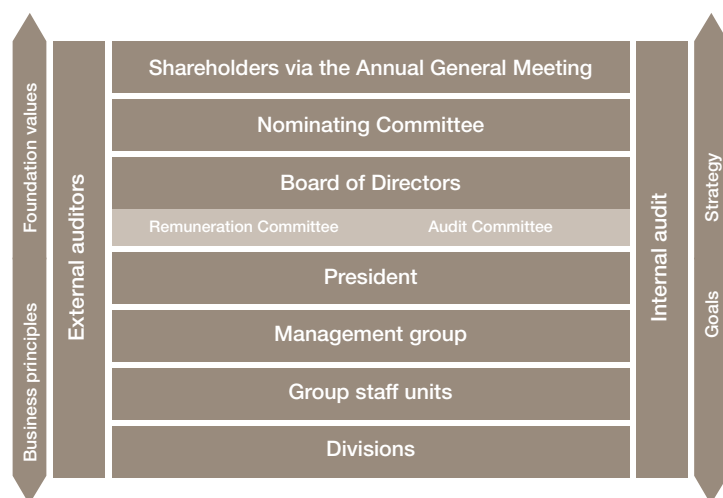 Foundation values
Business principles
External auditors
Shareholders via the Annual General Meeting
Nominating Committee
Board of Directors
Remuneration Committee
Audit Committee
President
Management group
Group staff units
Divisions
Internal audit
Strategy
Goals